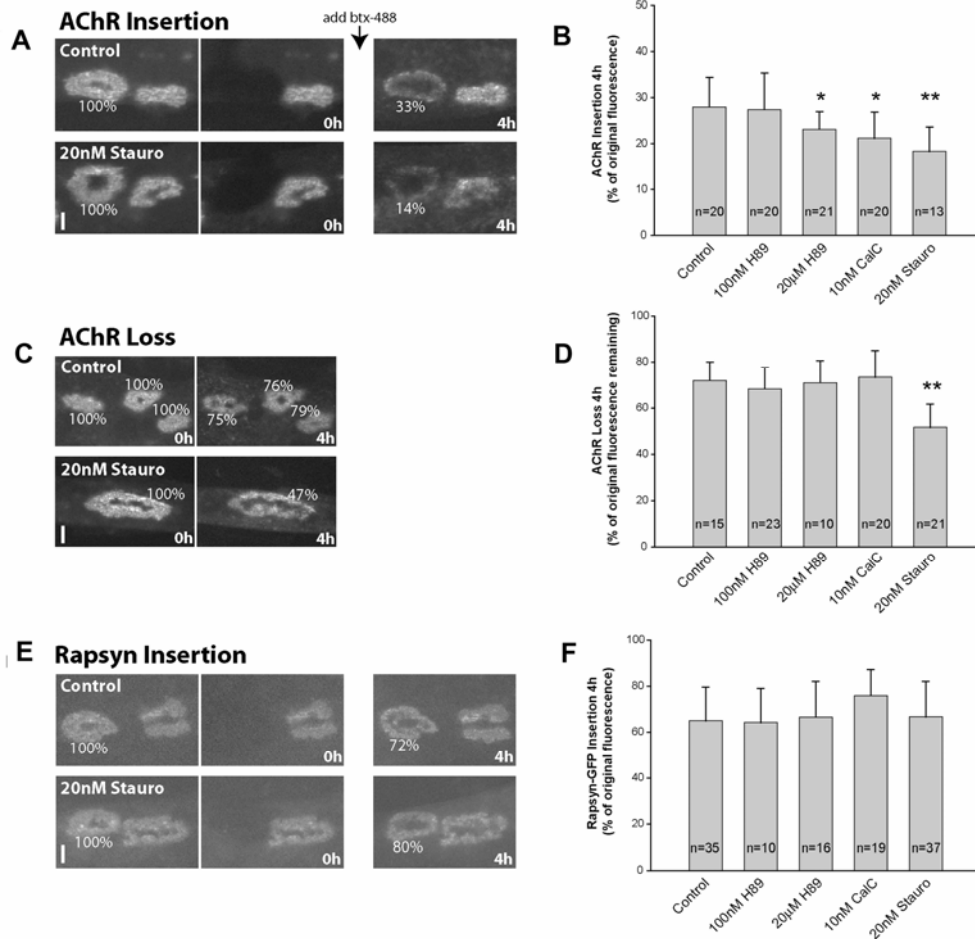 add btx-488
A
AChR Insertion
Control
100%
0h
33%
4h
20nM Stauro
100%
0h
14%
4h
B
AChR Insertion 4h
(% of original fluorescence)
50
40
30
20
10
0
*
*
**
n=20
n=20
n=21
n=20
n=13
Control
100nM H89
20µM H89
10nM CalC
20nM Stauro
C
AChR Loss
Control
100%
100%
100%
0h
75%
76%
79%
4h
20nM Stauro
100%
0h
47%
4h
D
AChR Loss 4h
(% of original fluorescence remaining)
100
80
60
40
20
0
**
n=15
n=23
n=10
n=20
n=21
Control
100nM H89
20µM H89
10nM CalC
20nM Stauro
E
Rapsyn Insertion
Control
100%
0h
72%
4h
20nM Stauro
100%
0h
80%
4h
F
Rapsyn-GFP Insertion 4h
(% of original fluorescence)
100
80
60
40
20
0
n=35
n=10
n=16
n=19
n=37
Control
100nM H89
20µM H89
10nM CalC
20nM Stauro